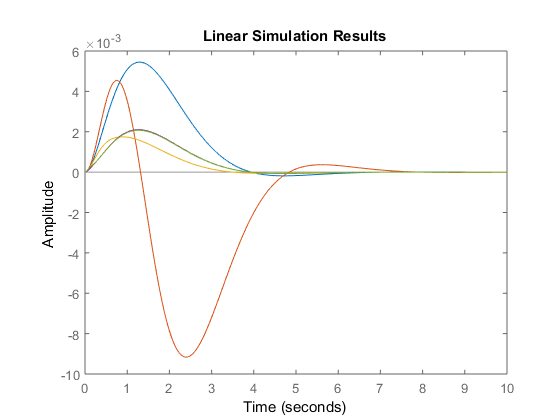 Linear Simulation Results
×10⁻³
6
4
2
0
-2
-4
-6
-8
-10
Amplitude
0 1 2 3 4 5 6 7 8 9 10
Time (seconds)